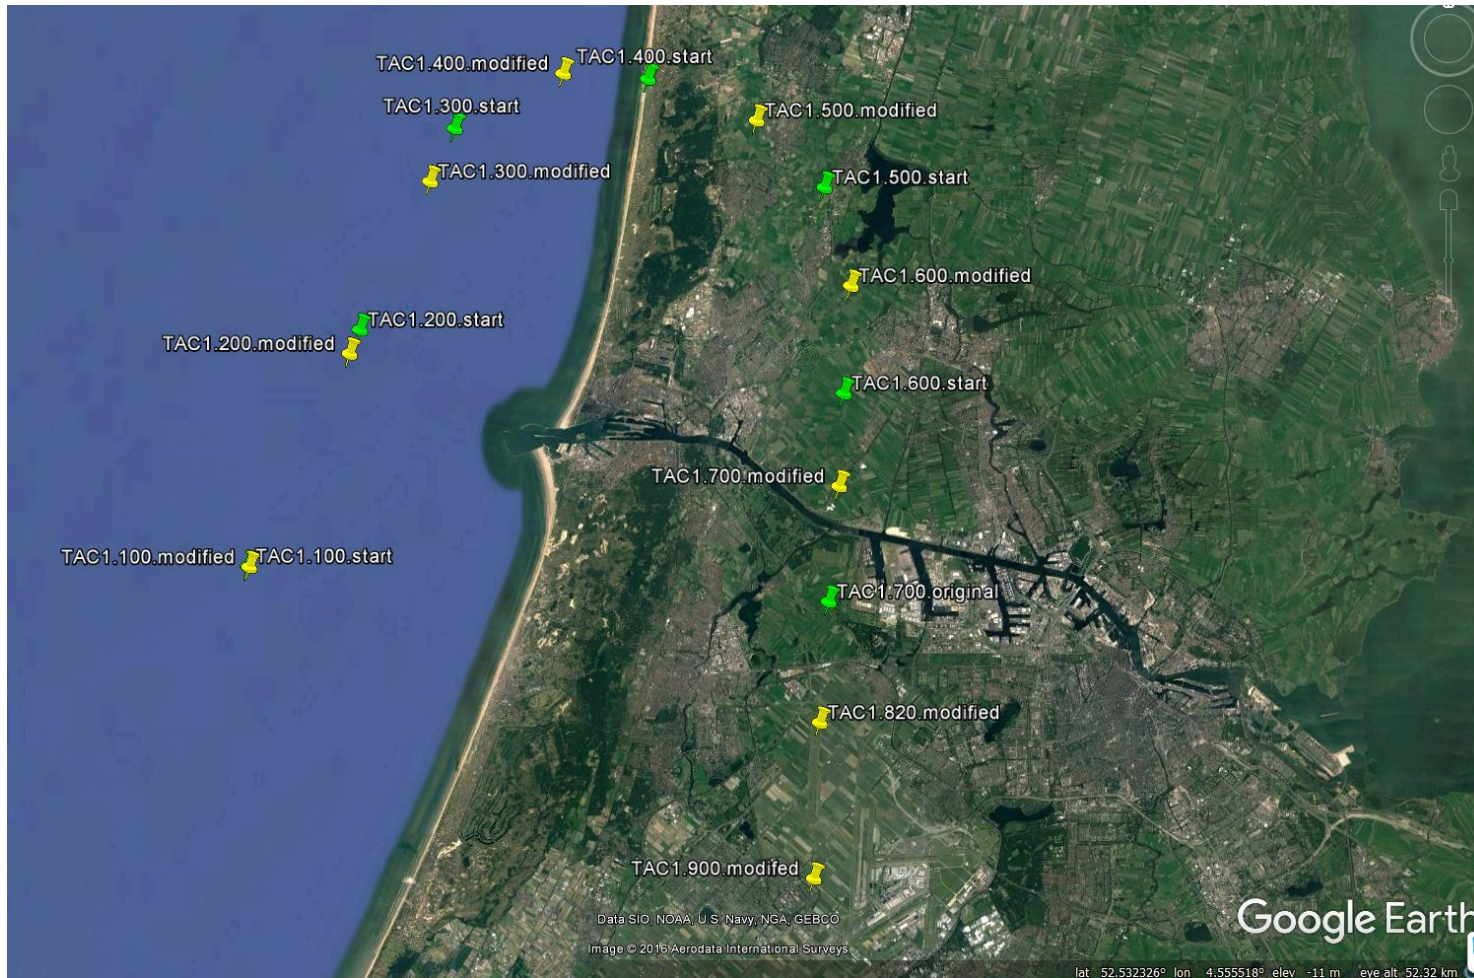 TAC1.400.modified
TAC1.400.start
TAC1.300.start
TAC1.500.modified
TAC1.300.modified
TAC1.500.start
TAC1.600.modified
TAC1.200.start
TAC1.200.modified
TAC1.600.start
TAC1.700.modified
TAC1.100.modified
TAC1.100.start
TAC1.700.original
TAC1.820.modified
TAC1.900.modifed
Data SIO, NOAA, U.S. Navy, NGA, GEBCO
Image © 2016 Aerodata International Surveys
Google Earth
lat 52.532326° lon 4.555518° elev -11 m eye alt 52.32 km